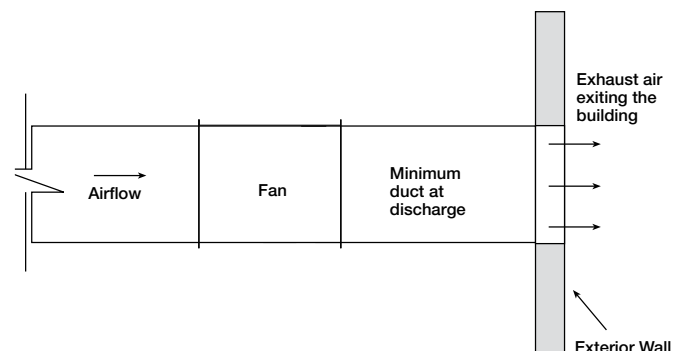 Exhaust air
exiting the
building
Airflow
Fan
Minimum
duct at
discharge
Exterior Wall